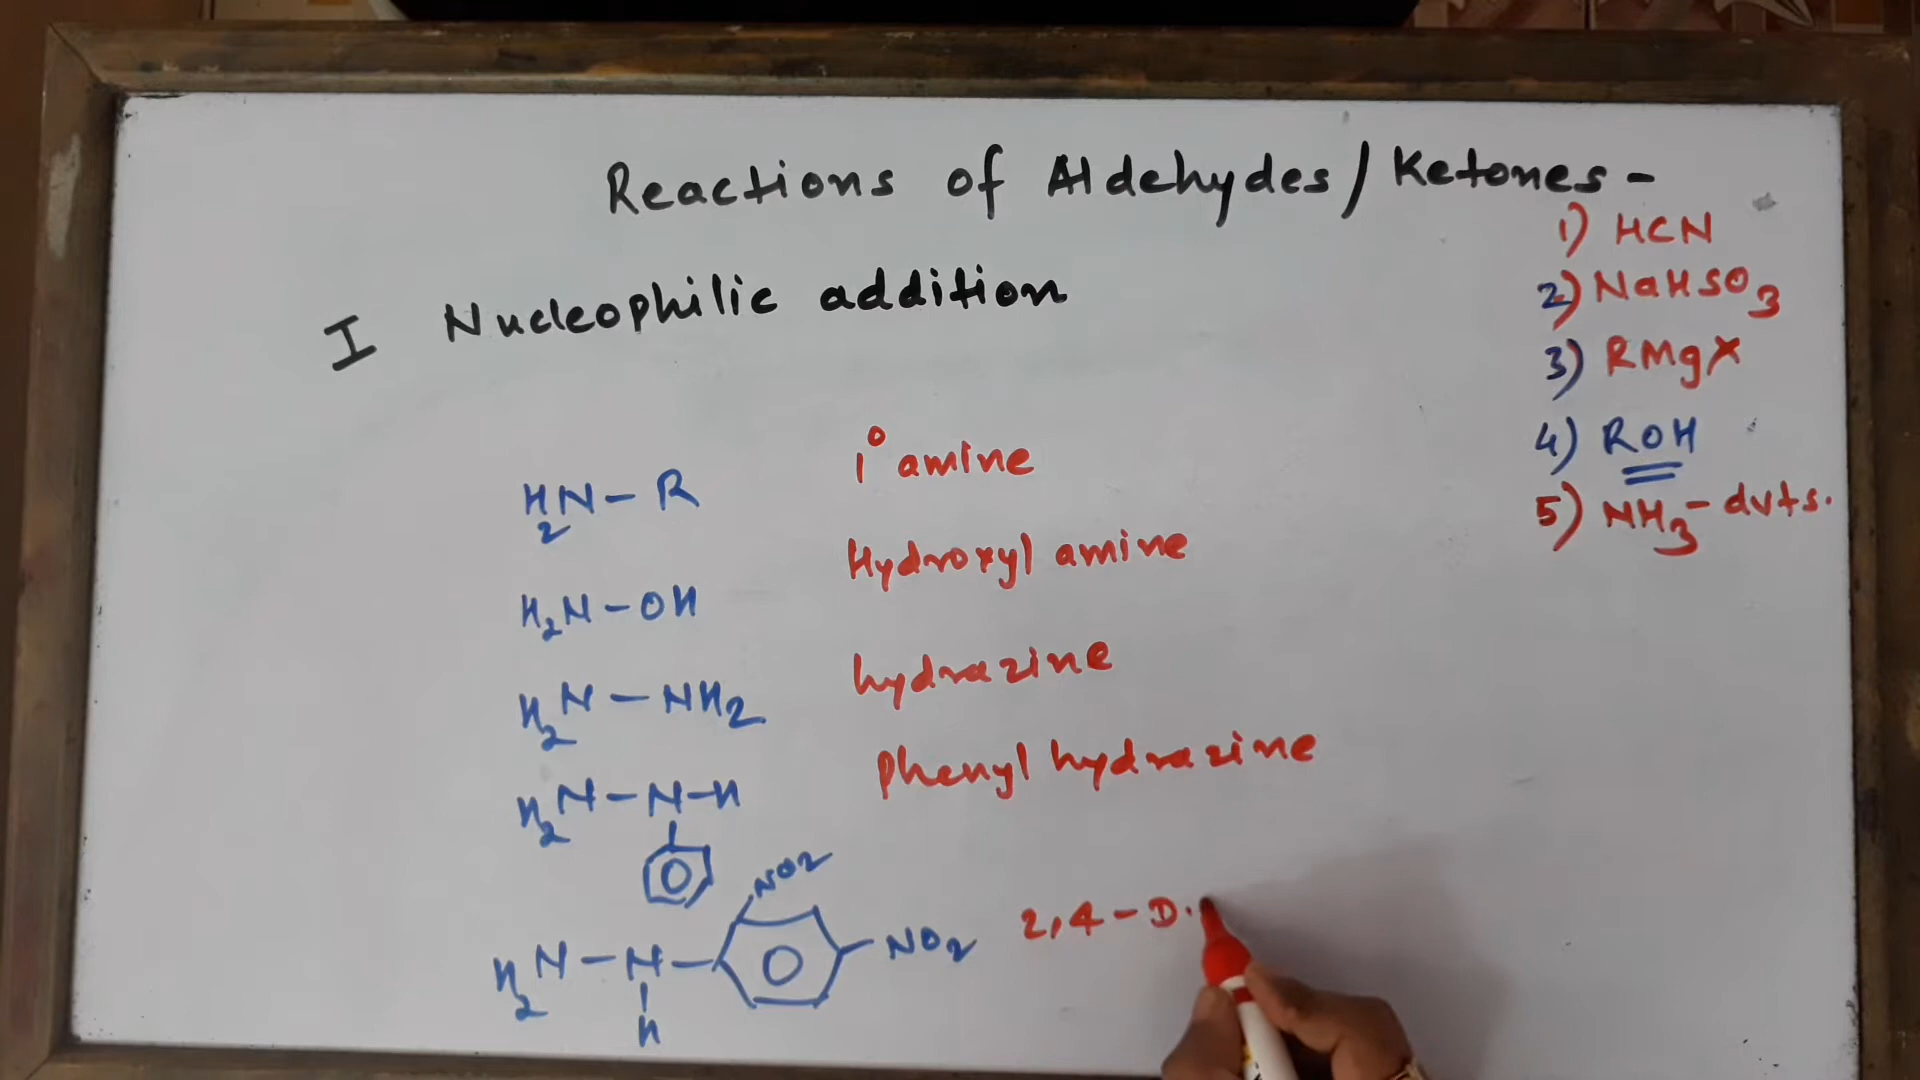 Reactions of Aldehydes/Ketones-
1) HCN
2) NaHSO3
3) RMgX
4) ROH
5) NH3-dvts.
I Nucleophilic addition
H2N-R 1° amine
H2N-OH Hydroxyl amine
H2N-NH2 hydrazine
H2N-N-H Phenyl hydrazine
NO2
H2N-N- -NO2 2,4-D.
H